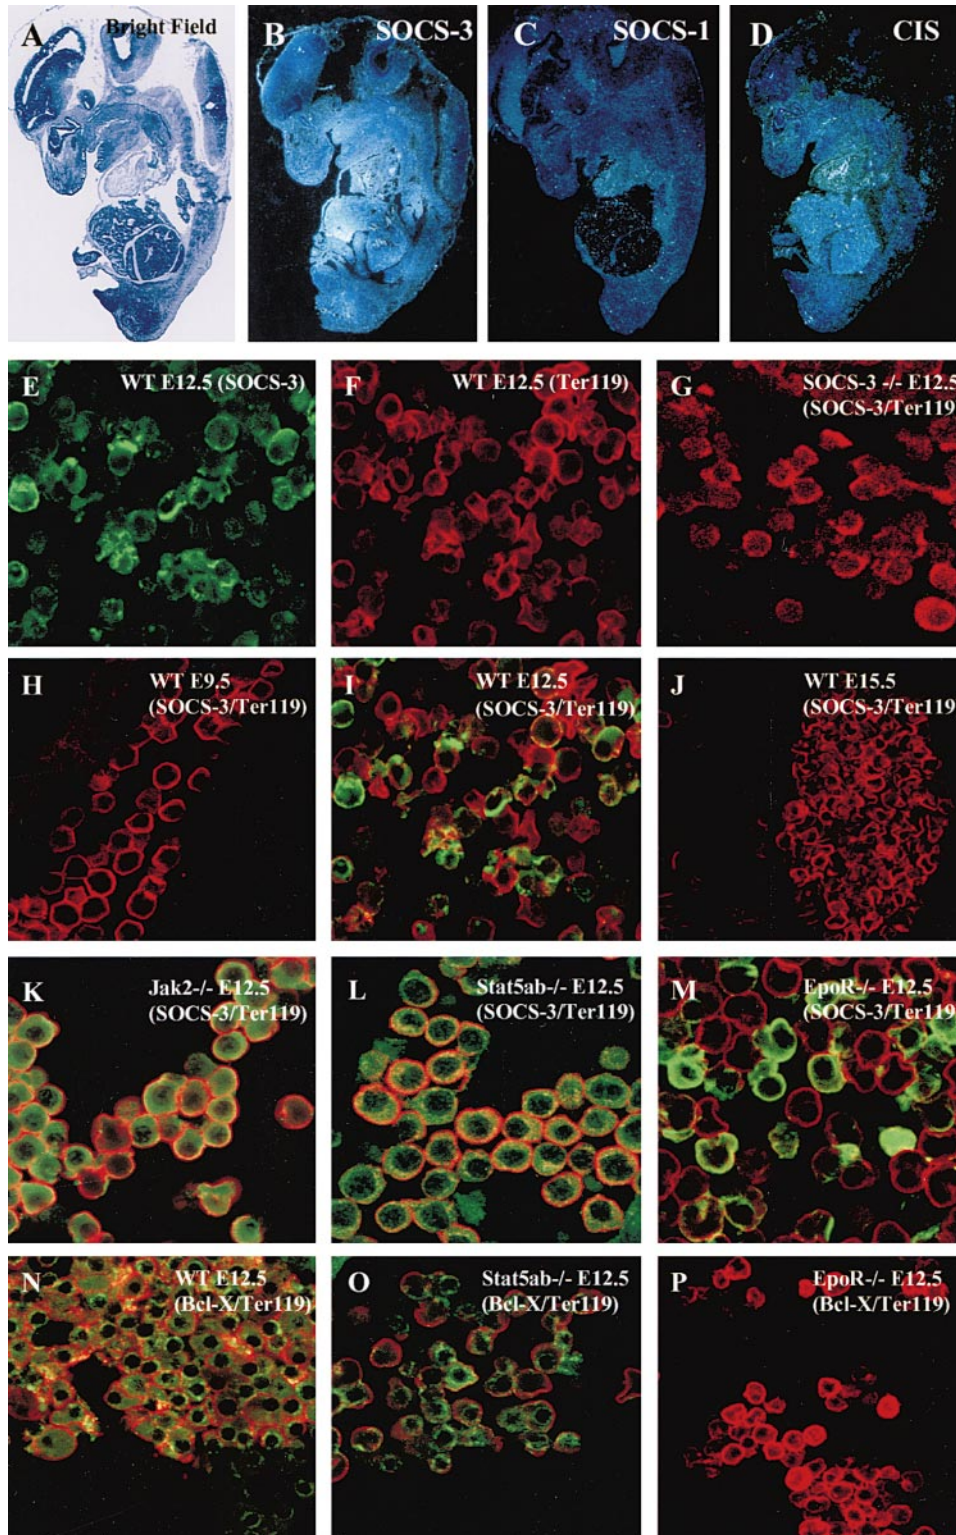 A Bright Field
B SOCS-3
C SOCS-1
D CIS
E WT E12.5 (SOCS-3)
F WT E12.5 (Ter119)
G SOCS-3 -/- E12.5
(SOCS-3/Ter119
H WT E9.5
(SOCS-3/Ter119)
I WT E12.5
(SOCS-3/Ter119)
J WT E15.5
(SOCS-3/Ter119
K Jak2-/- E12.5
(SOCS-3/Ter119)
L Stat5ab-/- E12.5
(SOCS-3/Ter119)
M EpoR-/- E12.5
(SOCS-3/Ter119)
N WT E12.5
(Bcl-X/Ter119)
O Stat5ab-/- E12.5
(Bcl-X/Ter119)
P EpoR-/- E12.5
(Bcl-X/Ter119)